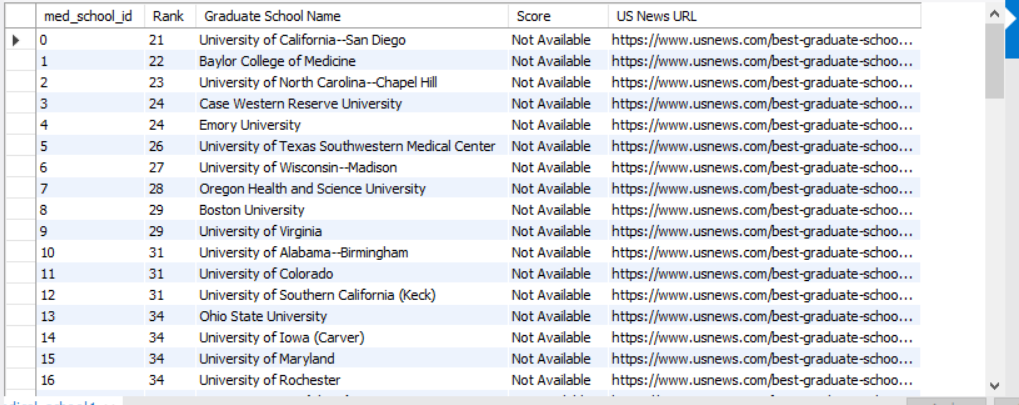 med_school_id Rank Graduate School Name Score US News URL
0 21 University of California--San Diego Not Available https://www.usnews.com/best-graduate-schoo...
1 22 Baylor College of Medicine Not Available https://www.usnews.com/best-graduate-schoo...
2 23 University of North Carolina--Chapel Hill Not Available https://www.usnews.com/best-graduate-schoo...
3 24 Case Western Reserve University Not Available https://www.usnews.com/best-graduate-schoo...
4 24 Emory University Not Available https://www.usnews.com/best-graduate-schoo...
5 26 University of Texas Southwestern Medical Center Not Available https://www.usnews.com/best-graduate-schoo...
6 27 University of Wisconsin--Madison Not Available https://www.usnews.com/best-graduate-schoo...
7 28 Oregon Health and Science University Not Available https://www.usnews.com/best-graduate-schoo...
8 29 Boston University Not Available https://www.usnews.com/best-graduate-schoo...
9 29 University of Virginia Not Available https://www.usnews.com/best-graduate-schoo...
10 31 University of Alabama--Birmingham Not Available https://www.usnews.com/best-graduate-schoo...
11 31 University of Colorado Not Available https://www.usnews.com/best-graduate-schoo...
12 31 University of Southern California (Keck) Not Available https://www.usnews.com/best-graduate-schoo...
13 34 Ohio State University Not Available https://www.usnews.com/best-graduate-schoo...
14 34 University of Iowa (Carver) Not Available https://www.usnews.com/best-graduate-schoo...
15 34 University of Maryland Not Available https://www.usnews.com/best-graduate-schoo...
16 34 University of Rochester Not Available https://www.usnews.com/best-graduate-schoo...